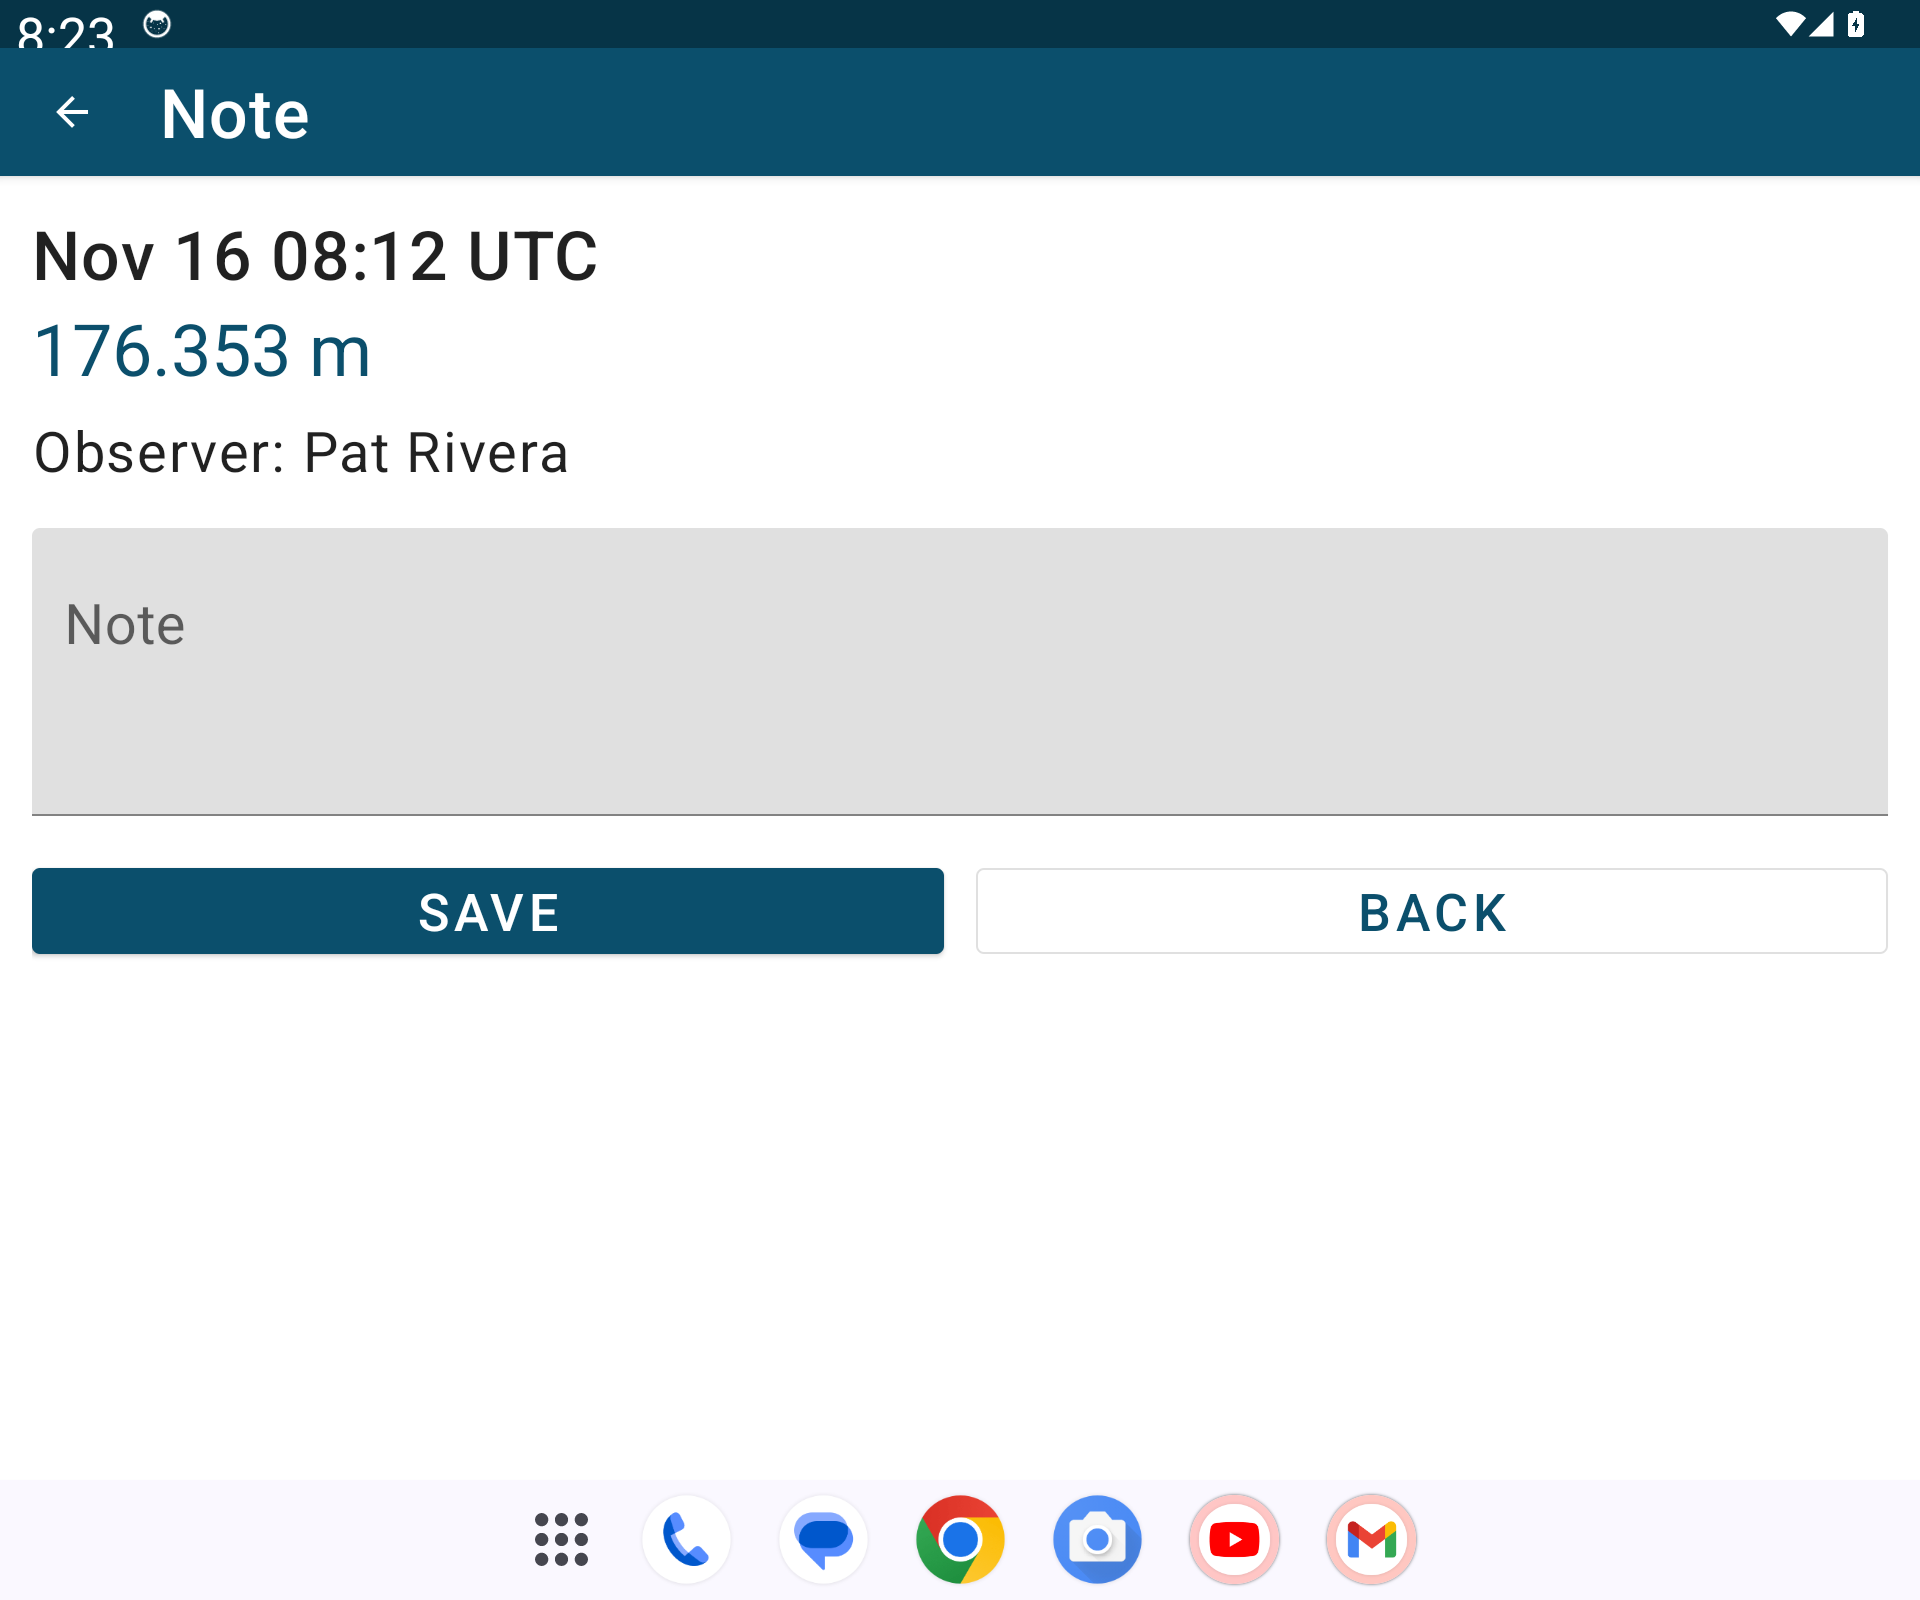 8:23
Note
Nov 16 08:12 UTC
176.353 m
Observer: Pat Rivera
Note
SAVE
BACK